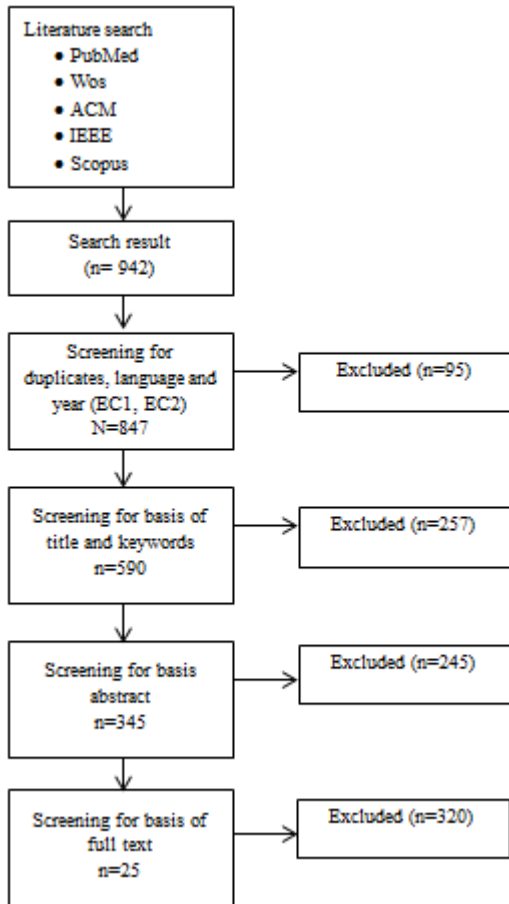 Literature search
• PubMed
• Wos
• ACM
• IEEE
• Scopus
Search result
(n= 942)
Screening for
duplicates, language and
year (EC1, EC2)
N=847
Excluded (n=95)
Screening for basis of
title and keywords
n=590
Excluded (n=257)
Screening for basis
abstract
n=345
Excluded (n=245)
Screening for basis of
full text
n=25
Excluded (n=320)